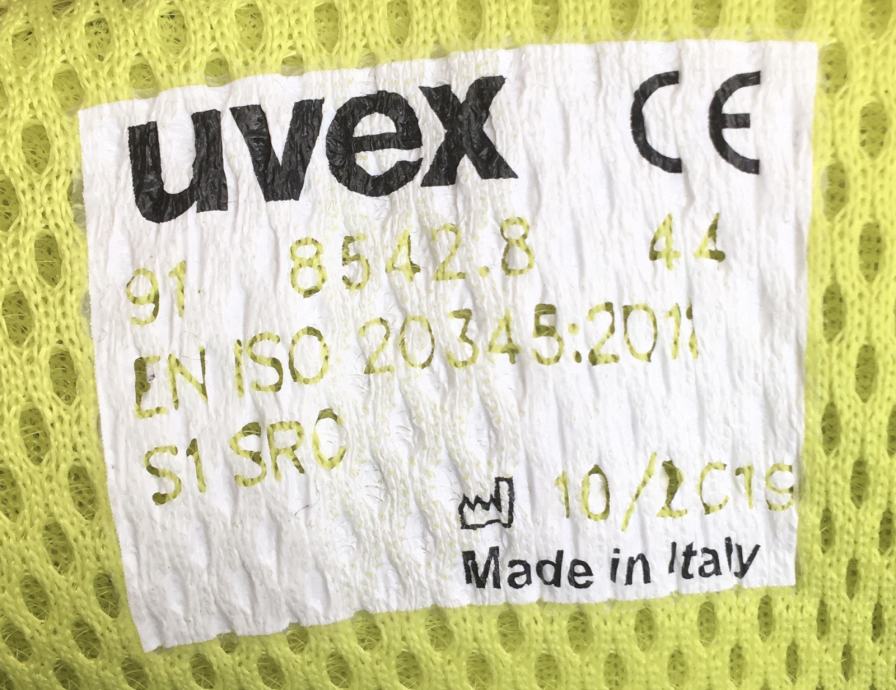 uvex CE
91 8542.8 44
EN ISO 20345:2011
S1 SRC
10/2019
Made in Italy